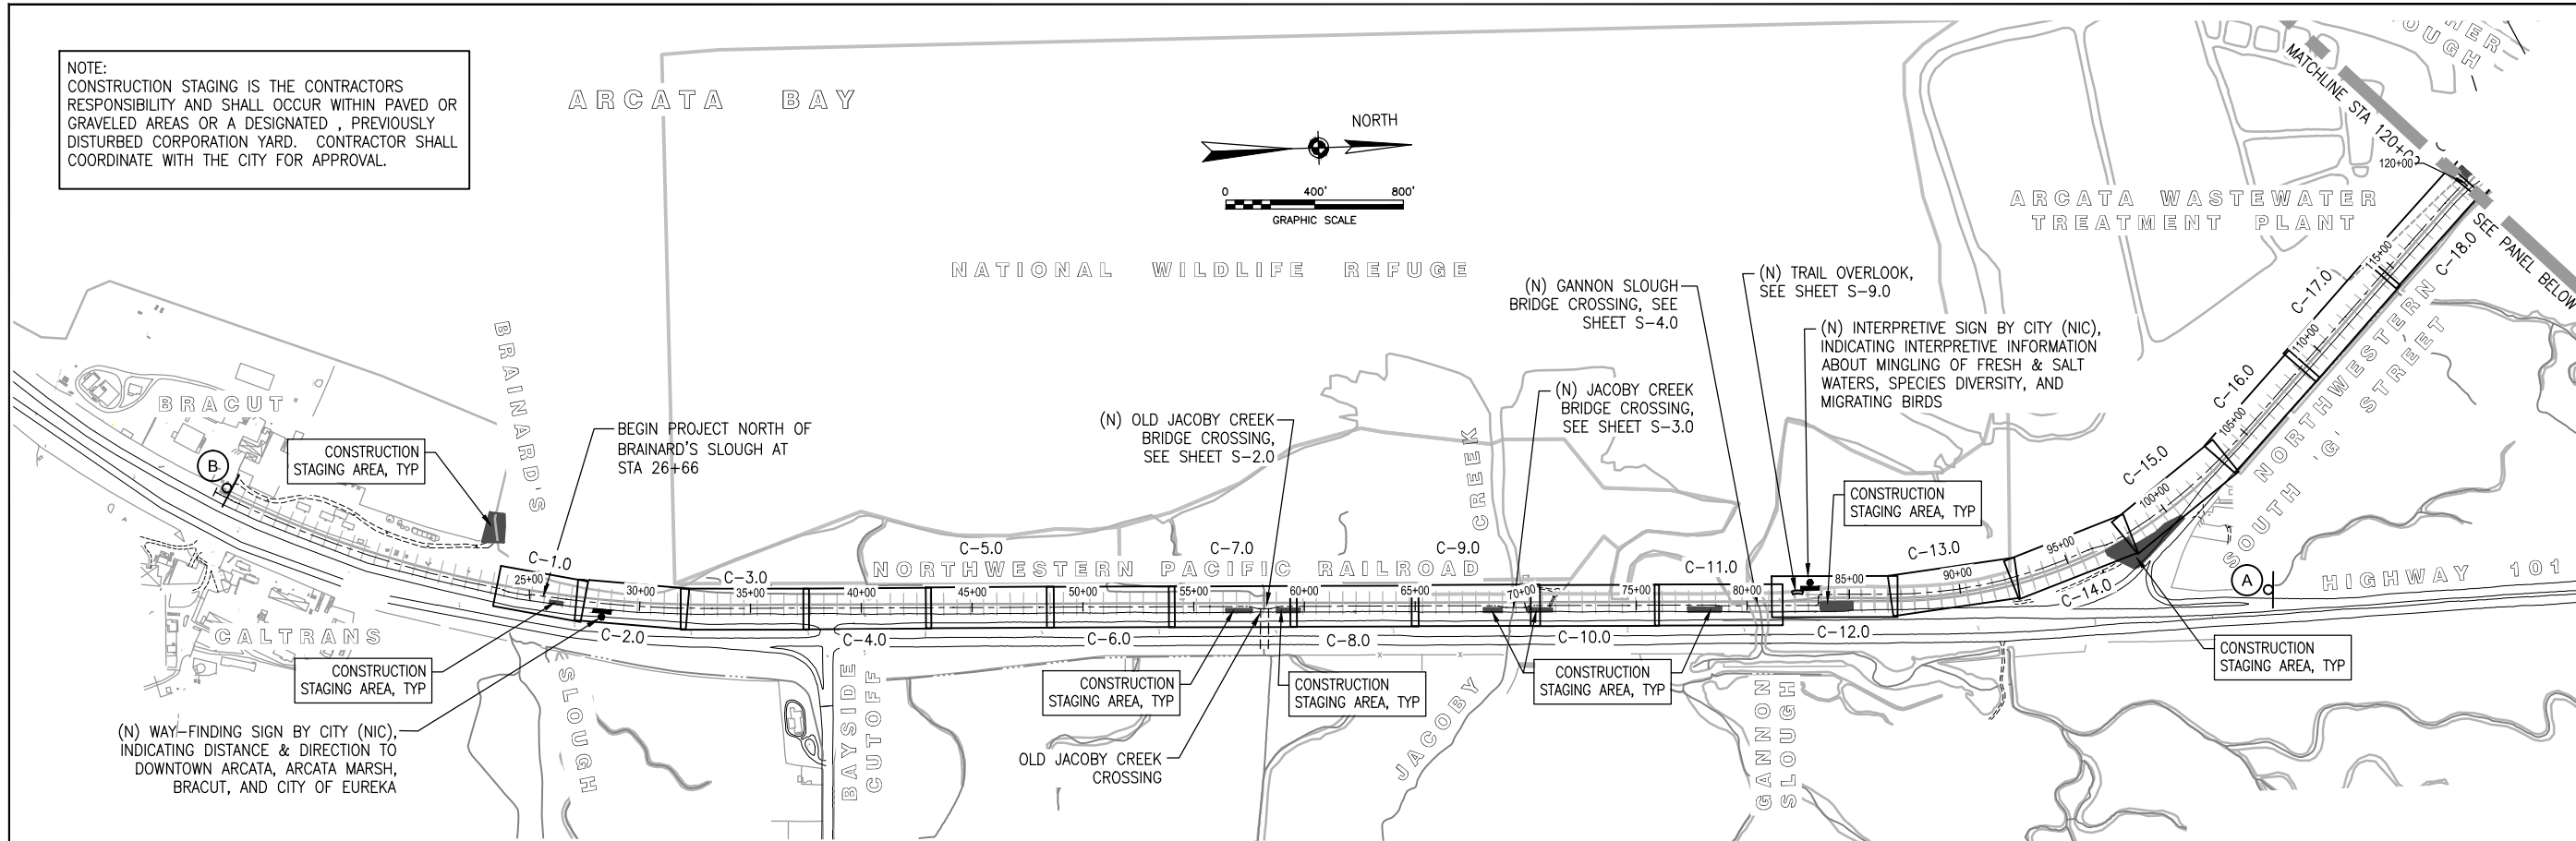 NOTE:
CONSTRUCTION STAGING IS THE CONTRACTORS
RESPONSIBILITY AND SHALL OCCUR WITHIN PAVED OR
GRAVELED AREAS OR A DESIGNATED , PREVIOUSLY
DISTURBED CORPORATION YARD. CONTRACTOR SHALL
COORDINATE WITH THE CITY FOR APPROVAL.
ARCATA BAY
NORTH
0 400' 800'
GRAPHIC SCALE
NATIONAL WILDLIFE REFUGE
MATCHLINE STA 120+
120+00
SEE PANEL BELOW
ARCATA WASTEWATER
TREATMENT PLANT
(N) GANNON SLOUGH
BRIDGE CROSSING, SEE
SHEET S-4.0
(N) TRAIL OVERLOOK,
SEE SHEET S-9.0
(N) INTERPRETIVE SIGN BY CITY (NIC),
INDICATING INTERPRETIVE INFORMATION
ABOUT MINGLING OF FRESH & SALT
WATERS, SPECIES DIVERSITY, AND
MIGRATING BIRDS
(N) JACOBY CREEK
BRIDGE CROSSING,
SEE SHEET S-3.0
(N) OLD JACOBY CREEK
BRIDGE CROSSING,
SEE SHEET S-2.0
BRACUT
B
CONSTRUCTION
STAGING AREA, TYP
BRAINARD'S
SLOUGH
BEGIN PROJECT NORTH OF
BRAINARD'S SLOUGH AT
STA 26+66
C-1.0
C-3.0
C-5.0
C-7.0
C-9.0
C-11.0
C-13.0
C-15.0
C-16.0
C-17.0
C-18.0
NORTHWESTERN PACIFIC RAILROAD
25+00
30+00
35+00
40+00
45+00
50+00
55+00
60+00
65+00
70+00
75+00
80+00
85+00
90+00
95+00
100+00
105+00
110+00
115+00
C-2.0
C-4.0
C-6.0
C-8.0
C-10.0
C-12.0
C-14.0
CONSTRUCTION
STAGING AREA, TYP
NORTHWESTERN
SOUTH 'G' STREET
A
HIGHWAY 101
CALTRANS
CONSTRUCTION
STAGING AREA, TYP
(N) WAY-FINDING SIGN BY CITY (NIC),
INDICATING DISTANCE & DIRECTION TO
DOWNTOWN ARCATA, ARCATA MARSH,
BRACUT, AND CITY OF EUREKA
BAYSIDE
CUTOFF
CONSTRUCTION
STAGING AREA, TYP
OLD JACOBY CREEK
CROSSING
CONSTRUCTION
STAGING AREA, TYP
JACOBY
CREEK
CONSTRUCTION
STAGING AREA, TYP
GANNON
SLOUGH
CONSTRUCTION
STAGING AREA, TYP